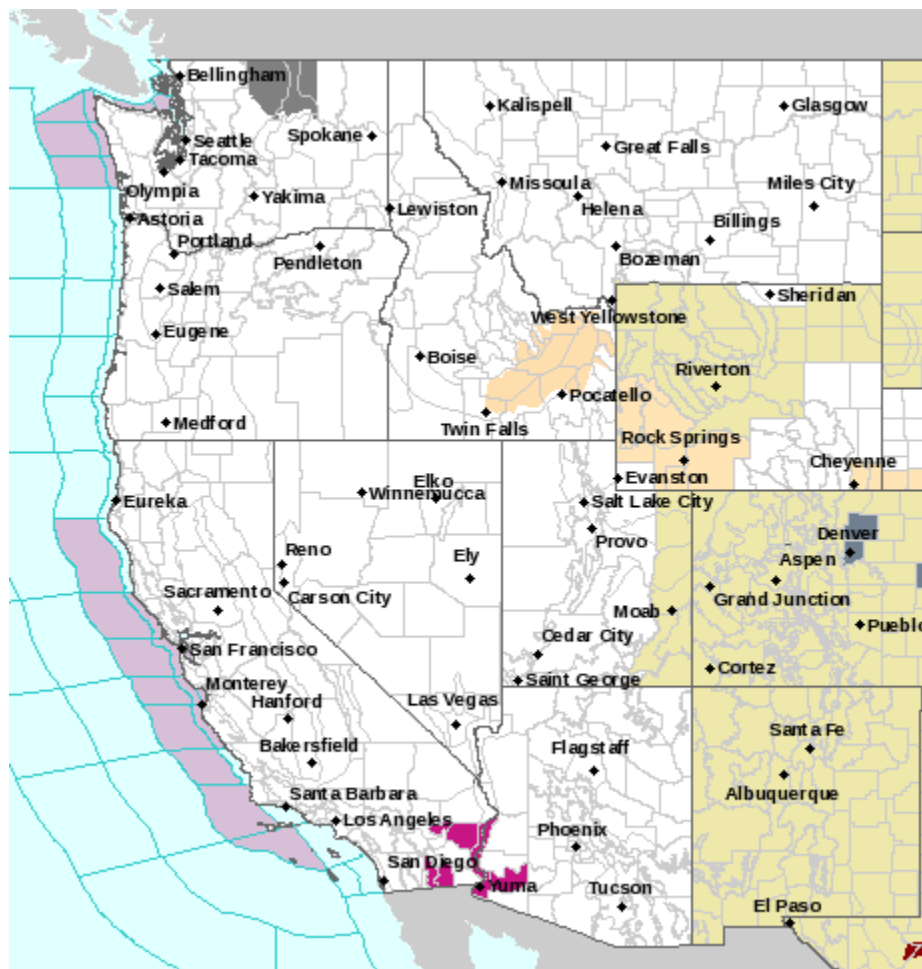 Bellingham
Kalispell
Glasgow
Seattle
Spokane
Great Falls
Tacoma
Olympia
Yakima
Missoula
Miles City
Helena
Lewiston
Astoria
Billings
Portland
Pendleton
Bozeman
Salem
Sheridan
West Yellowstone
Eugene
Boise
Riverton
Pocatello
Medford
Twin Falls
Rock Springs
Cheyenne
Evanston
Elko
Winnemucca
Eureka
Salt Lake City
Provo
Denver
Reno
Ely
Aspen
Sacramento
Carson City
Grand Junction
Moab
Pueblo
Cedar City
San Francisco
Cortez
Saint George
Monterey
Hanford
Las Vegas
Santa Fe
Bakersfield
Flagstaff
Albuquerque
Santa Barbara
Los Angeles
Phoenix
San Diego
Yuma
Tucson
El Paso